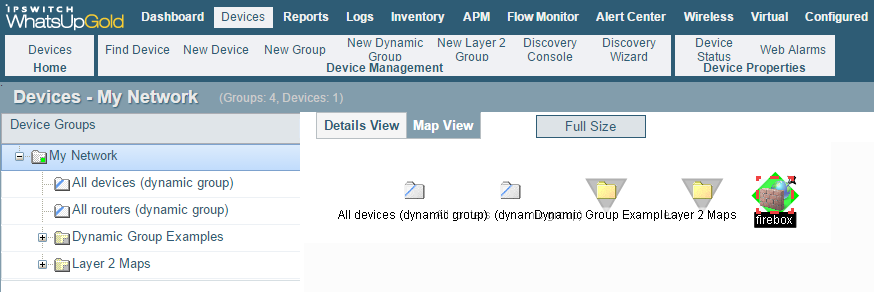 IPSWITCH
WhatsUpGold
Dashboard Devices Reports Logs Inventory APM Flow Monitor Alert Center Wireless Virtual Configured
Devices
Home
Find Device New Device New Group New Dynamic Group New Layer 2 Group Discovery Console Discovery Wizard
Device Management
Device Status Web Alarms
Device Properties
Devices - My Network (Groups: 4, Devices: 1)
Device Groups
My Network
All devices (dynamic group)
All routers (dynamic group)
Dynamic Group Examples
Layer 2 Maps
Details View Map View Full Size
All devices (dynamic group) (dynamic Dynamic Group Example Layer 2 Maps firebox